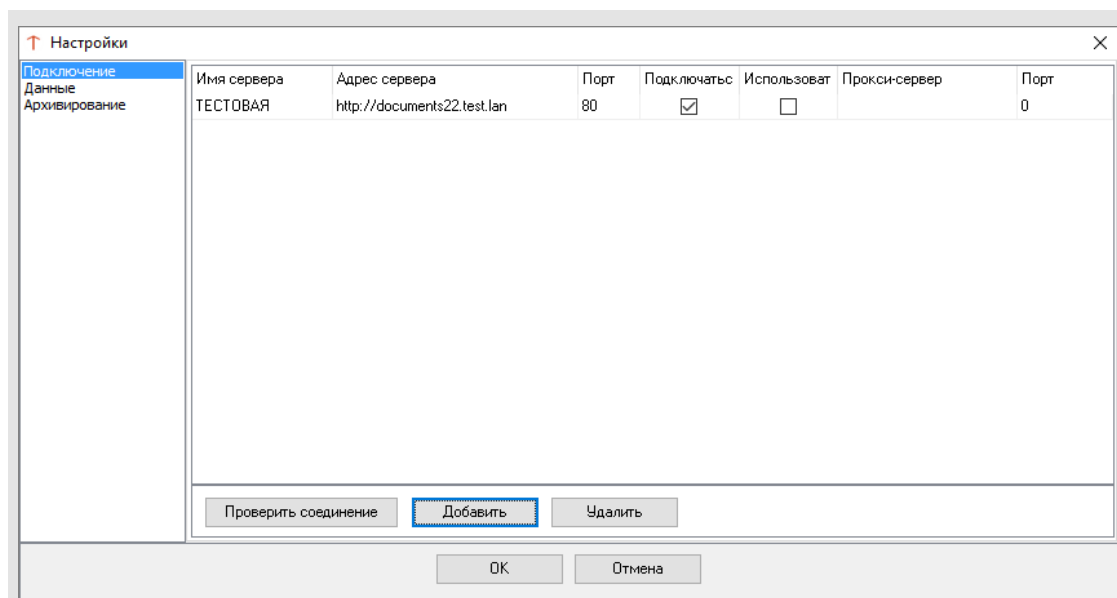 Настройки
Подключение
Данные
Архивирование
Имя сервера Адрес сервера Порт Подключатьс Использоват Прокси-сервер Порт
ТЕСТОВАЯ http://documents22.test.lan 80 0
Проверить соединение Добавить Удалить
OK Отмена